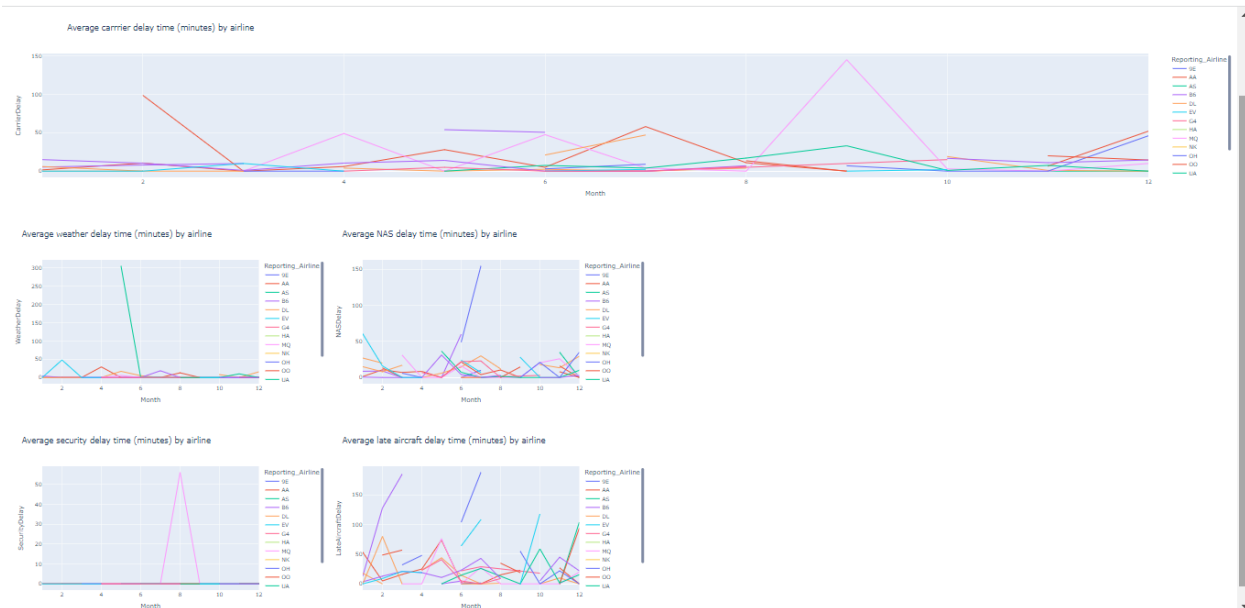 Average carrrier delay time (minutes) by airline
150
100
50
0
CarrierDelay
2
4
6
8
10
12
Month
Reporting_Airline
9E
AA
AS
B6
DL
EV
G4
HA
MQ
NK
OH
OO
UA
Average weather delay time (minutes) by airline
300
250
200
150
100
50
0
WeatherDelay
2
4
6
8
10
12
Month
Reporting_Airline
9E
AA
AS
B6
DL
EV
G4
HA
MQ
NK
OH
OO
UA
Average NAS delay time (minutes) by airline
150
100
50
0
NASDelay
2
4
6
8
10
12
Month
Reporting_Airline
9E
AA
AS
B6
DL
EV
G4
HA
MQ
NK
OH
OO
UA
Average security delay time (minutes) by airline
50
40
30
20
10
0
SecurityDelay
2
4
6
8
10
12
Month
Reporting_Airline
9E
AA
AS
B6
DL
EV
G4
HA
MQ
NK
OH
OO
UA
Average late aircraft delay time (minutes) by airline
150
100
50
0
LateAircraftDelay
2
4
6
8
10
12
Month
Reporting_Airline
9E
AA
AS
B6
DL
EV
G4
HA
MQ
NK
OH
OO
UA